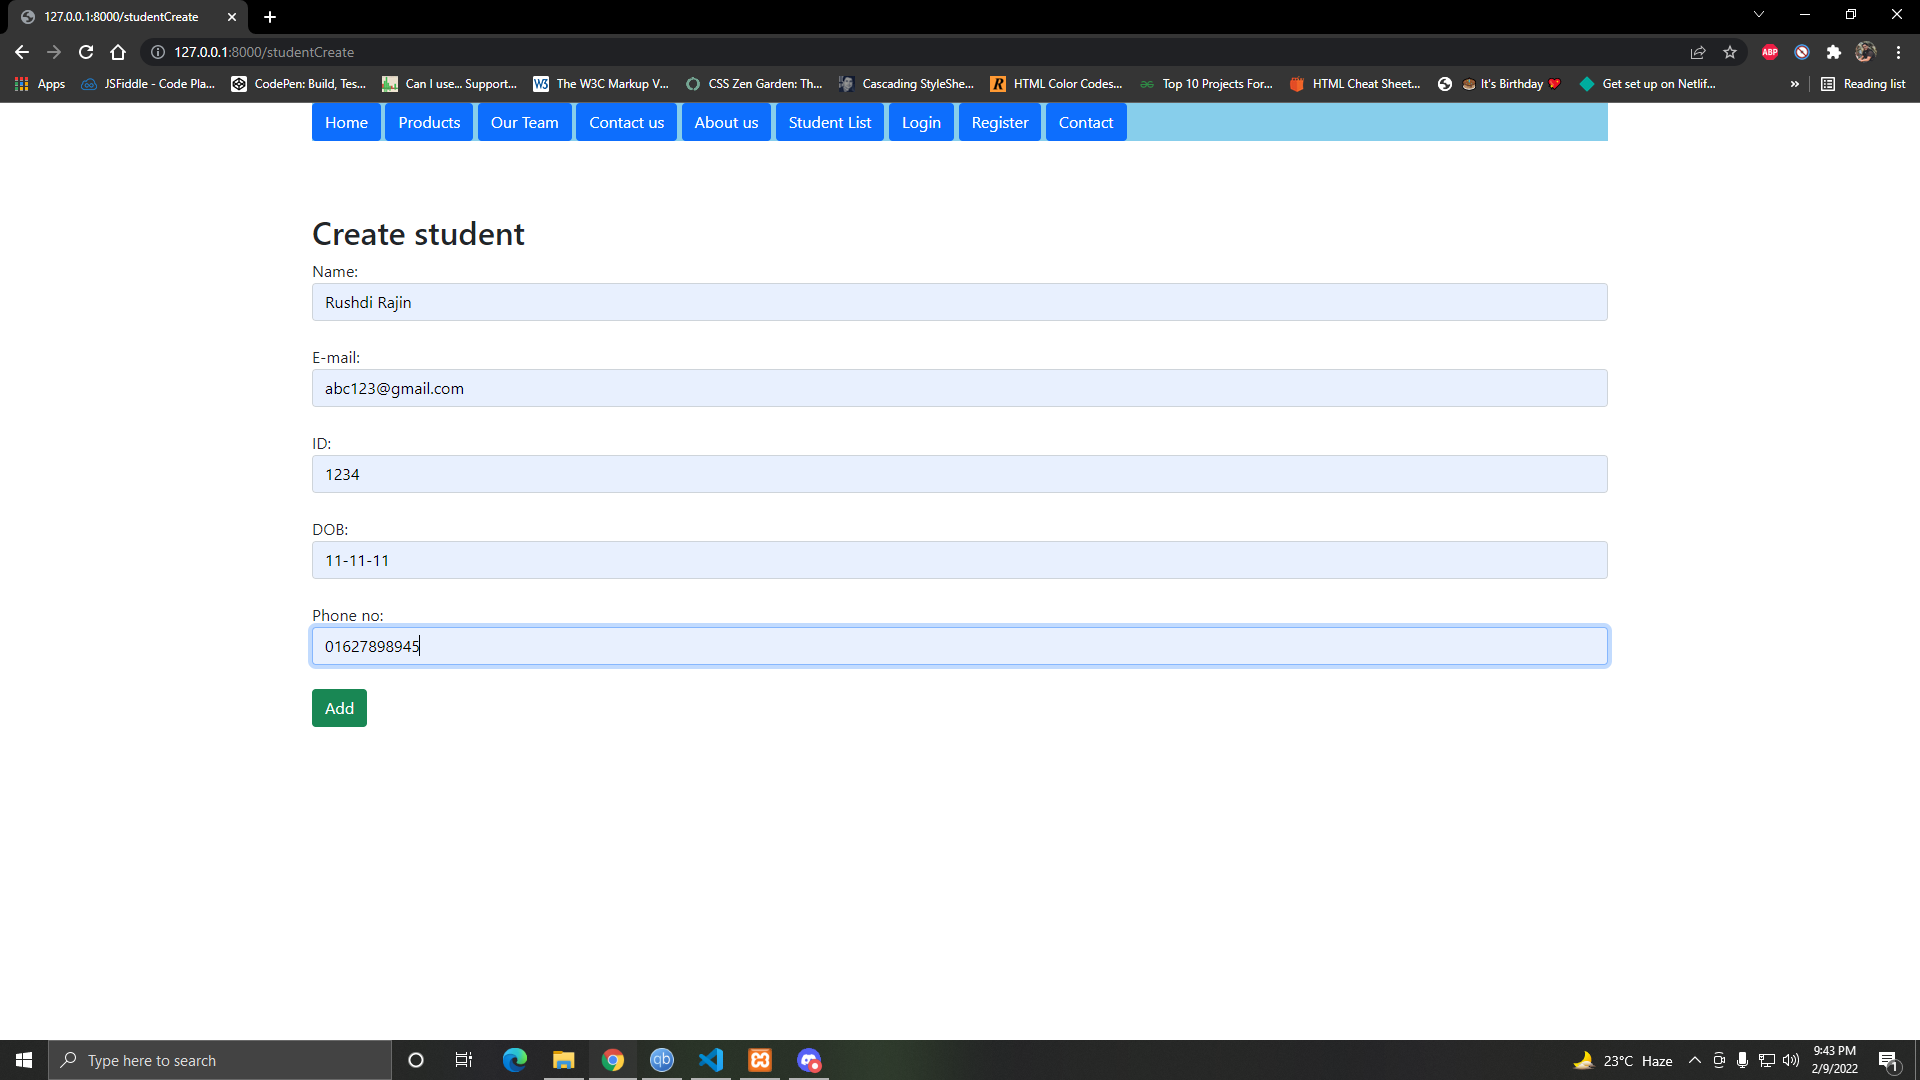 127.0.0.1:8000/studentCreate
127.0.0.1:8000/studentCreate
ABP
Apps JSFiddle - Code Pla... CodePen: Build, Tes... Can I use... Support... W3 The W3C Markup V... CSS Zen Garden: Th... Cascading StyleShe... R HTML Color Codes... Top 10 Projects For... HTML Cheat Sheet... It's Birthday Get set up on Netlif... » Reading list
Home Products Our Team Contact us About us Student List Login Register Contact
Create student
Name:
Rushdi Rajin
E-mail:
abc123@gmail.com
ID:
1234
DOB:
11-11-11
Phone no:
01627898945
Add
Type here to search
qb
23°C Haze
9:43 PM
2/9/2022
1